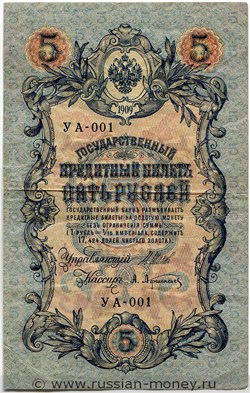 5 5
1909
УА-001
ГОСУДАРСТВЕННЫЙ
КРЕДИТНЫЙ БИЛЕТЪ
ПЯТЬ РУБЛЕЙ
ГОСУДАРСТВЕННЫЙ БАНКЪ РАЗМѢНИВАЕТЪ
КРЕДИТНЫЕ БИЛЕТЫ НА ЗОЛОТУЮ МОНЕТУ
БЕЗЪ ОГРАНИЧЕНІЯ СУММЫ
(1 РУБЛЬ = 1/15 ИМПЕРІАЛА, СОДЕРЖИТЪ
17,424 ДОЛЕЙ ЧИСТАГО ЗОЛОТА).
Управляющій
Кассиръ
УА-001
5
© www.russian-money.ru